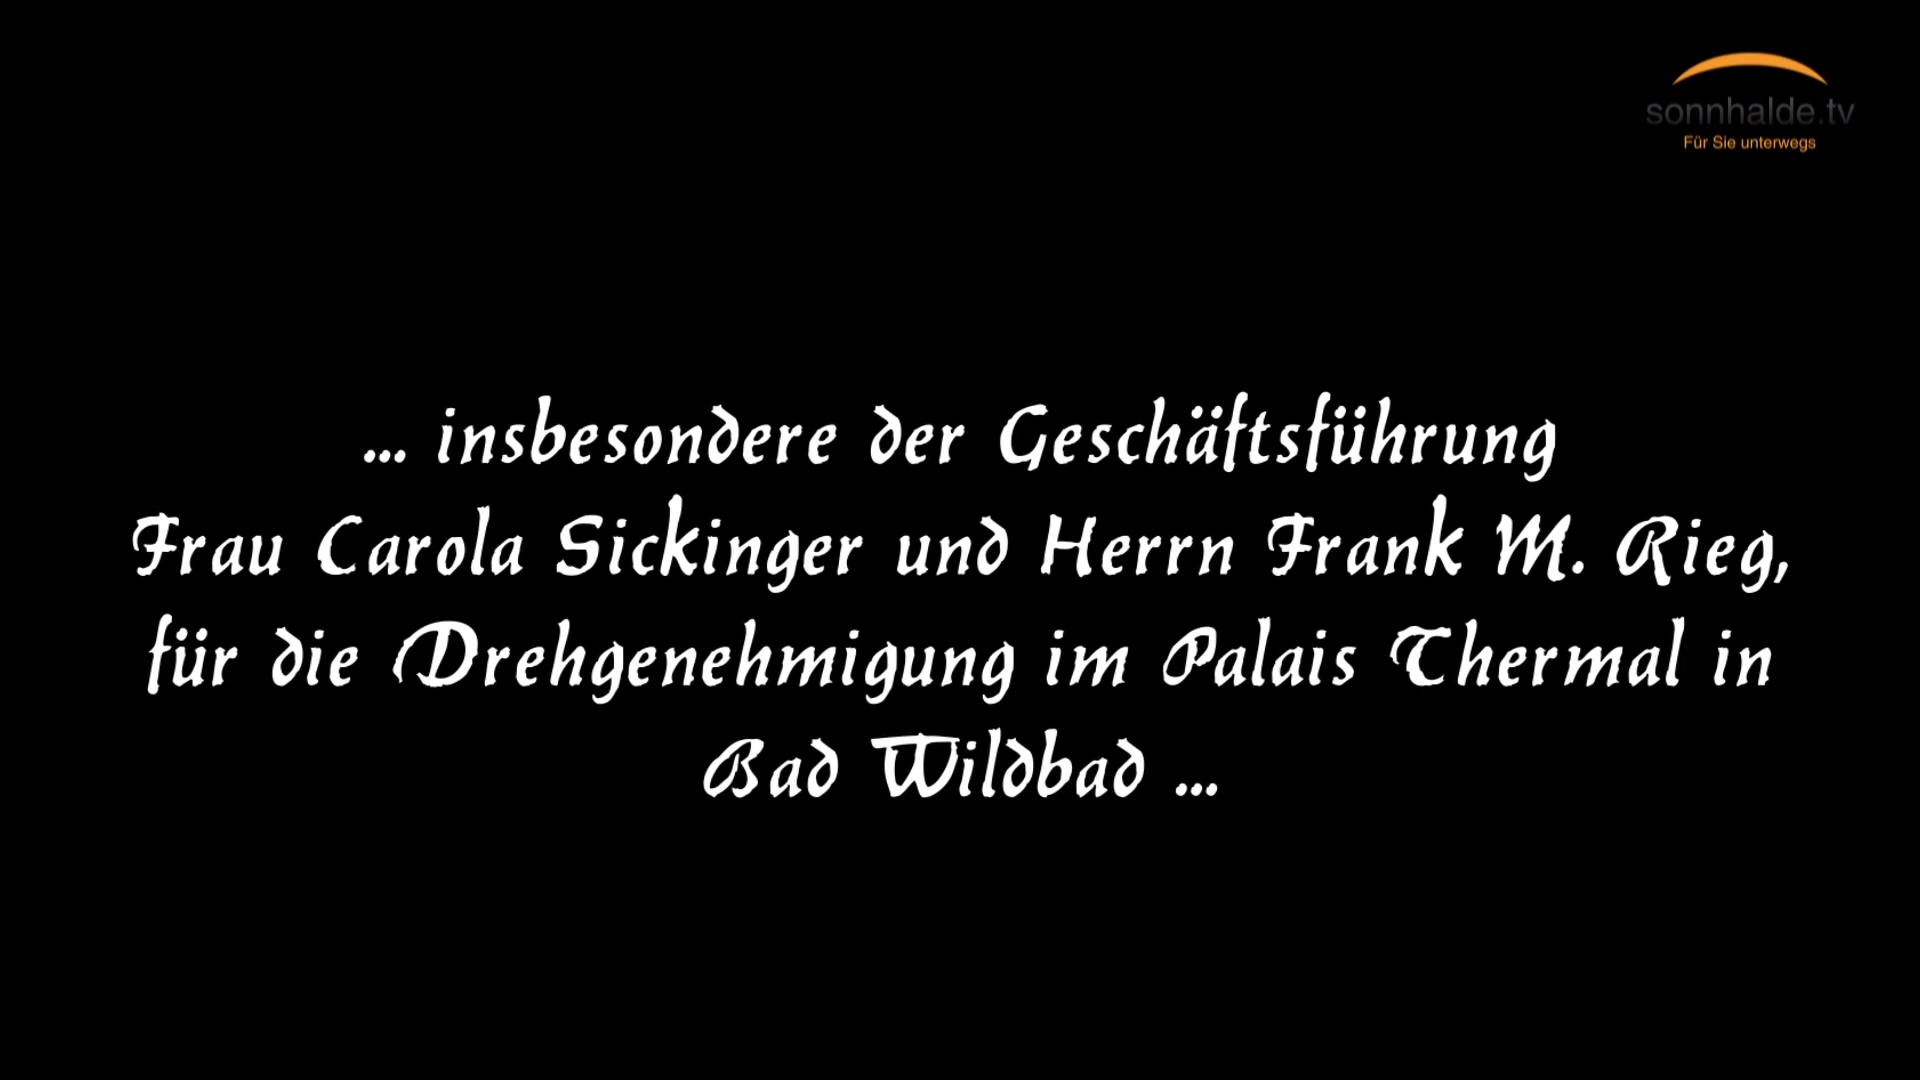 sonnhalde.tv
Für Sie unterwegs
... insbesondere der Geschäftsführung
Frau Carola Sickinger und Herrn Frank M. Rieg,
für die Drehgenehmigung im Palais Thermal in
Bad Wildbad ...